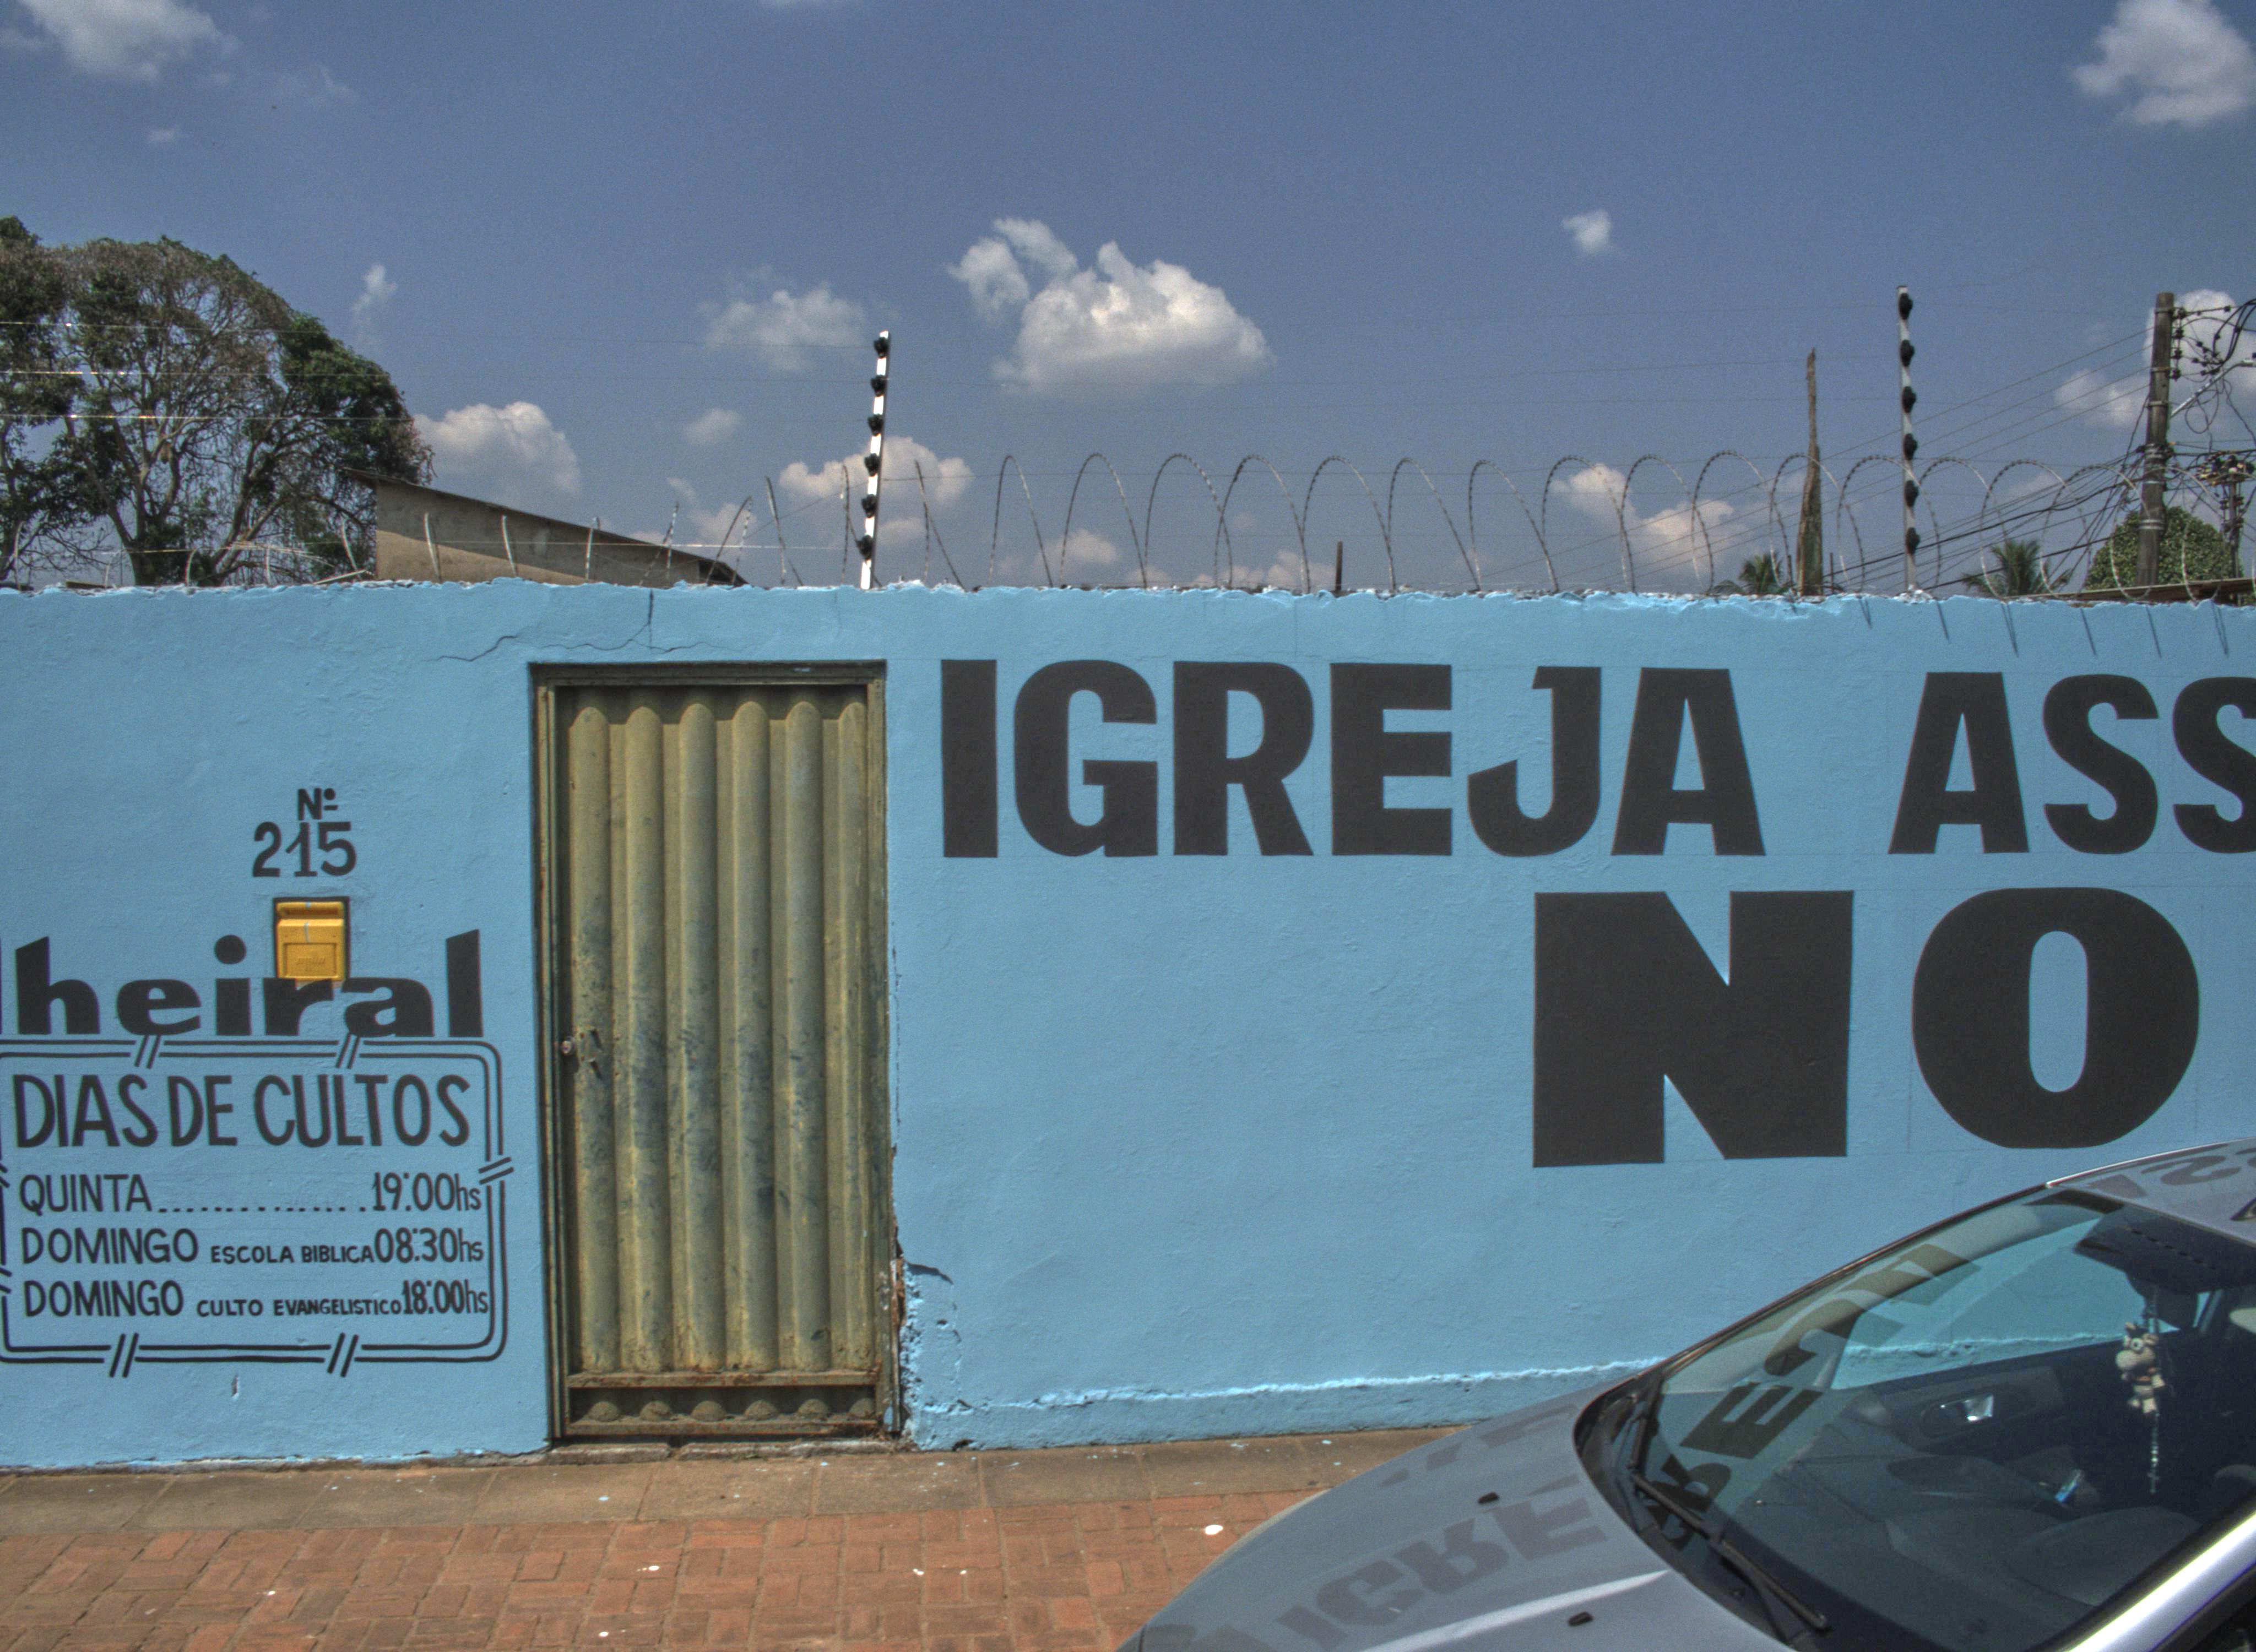 Nº
215
heiral
DIAS DE CULTOS
QUINTA..............19:00hs
DOMINGO ESCOLA BIBLICA 08:30hs
DOMINGO CULTO EVANGELISTICO 18:00hs
IGREJA ASS
NO